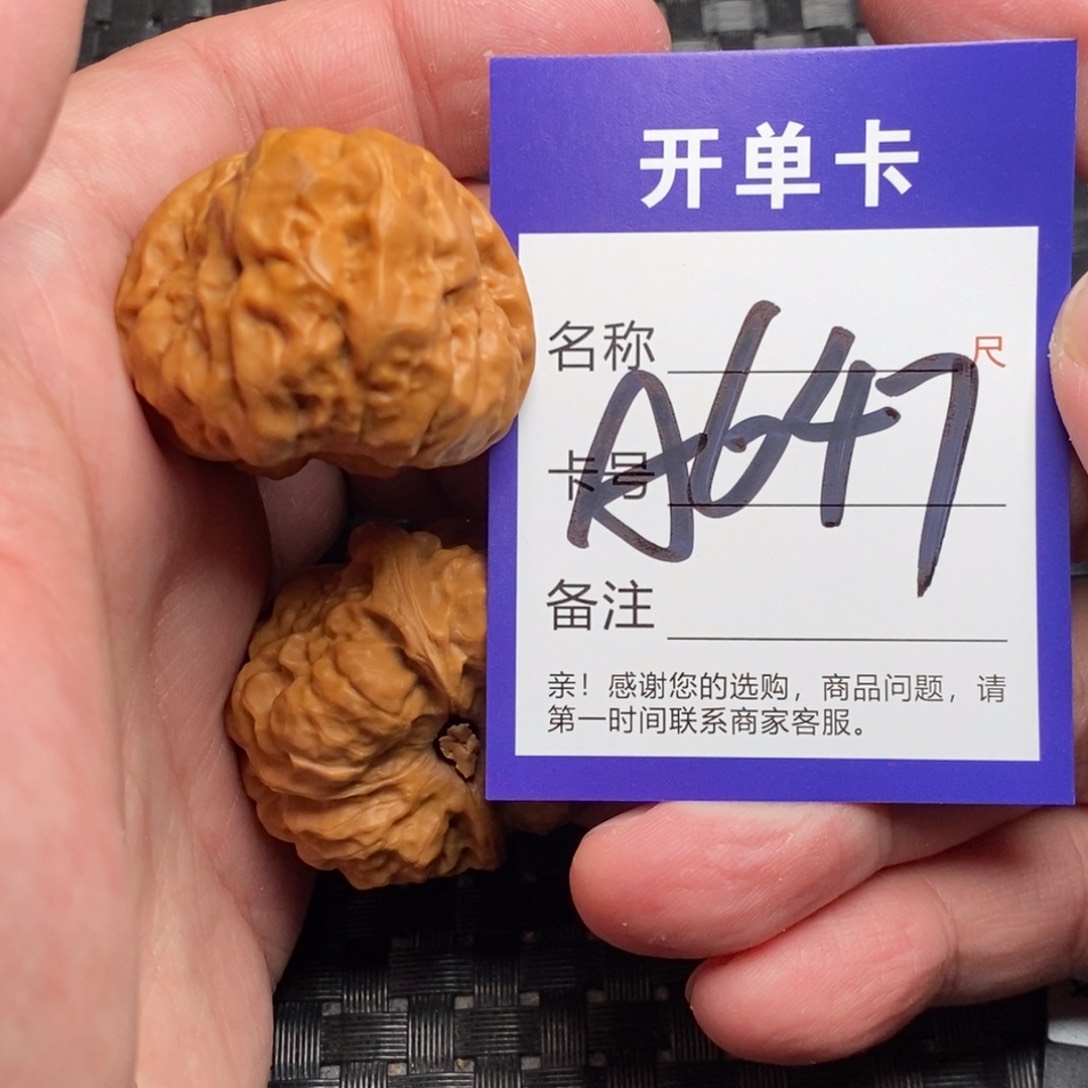 开单卡
名称 尺
A647
卡号
备注
亲！感谢您的选购，商品问题，请
第一时间联系商家客服。